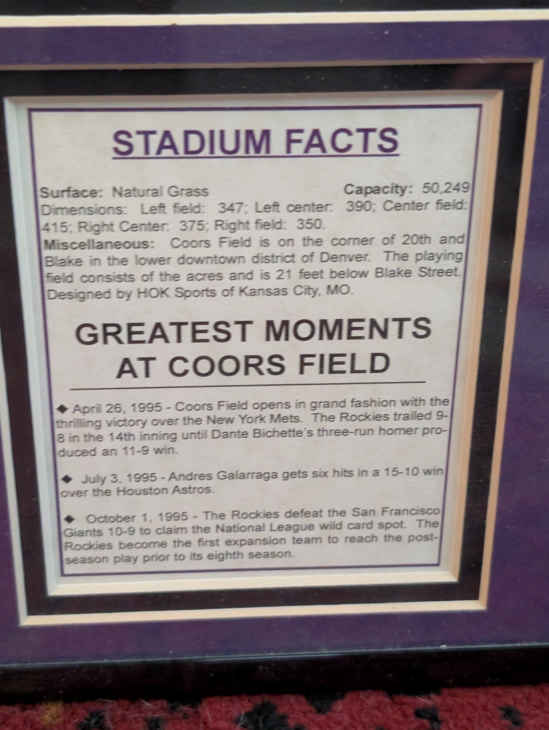 STADIUM FACTS
Surface: Natural Grass Capacity: 50,249
Dimensions: Left field: 347; Left center: 390; Center field:
415; Right Center: 375; Right field: 350.
Miscellaneous: Coors Field is on the corner of 20th and
Blake in the lower downtown district of Denver. The playing
field consists of the acres and is 21 feet below Blake Street.
Designed by HOK Sports of Kansas City, MO.
GREATEST MOMENTS
AT COORS FIELD
◆ April 26, 1995 - Coors Field opens in grand fashion with the
thrilling victory over the New York Mets. The Rockies trailed 9-
8 in the 14th inning until Dante Bichette's three-run homer pro-
duced an 11-9 win.
◆ July 3, 1995 - Andres Galarraga gets six hits in a 15-10 win
over the Houston Astros.
◆ October 1, 1995 - The Rockies defeat the San Francisco
Giants 10-9 to claim the National League wild card spot. The
Rockies become the first expansion team to reach the post-
season play prior to its eighth season.